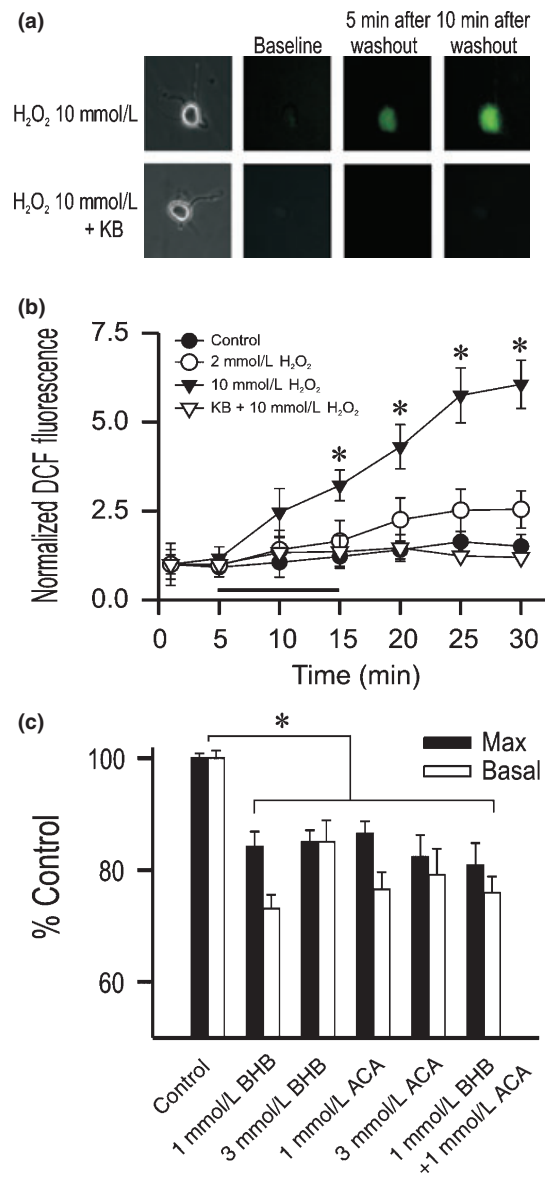 (a)
Baseline
5 min after washout
10 min after washout
H₂O₂ 10 mmol/L
H₂O₂ 10 mmol/L
+ KB
(b)
Normalized DCF fluorescence
7.5
5.0
2.5
0.0
Control
2 mmol/L H₂O₂
10 mmol/L H₂O₂
KB + 10 mmol/L H₂O₂
*
*
*
*
0 5 10 15 20 25 30
Time (min)
(c)
% Control
100
80
60
*
Max
Basal
Control
1 mmol/L BHB
3 mmol/L BHB
1 mmol/L ACA
3 mmol/L ACA
1 mmol/L BHB
+1 mmol/L ACA